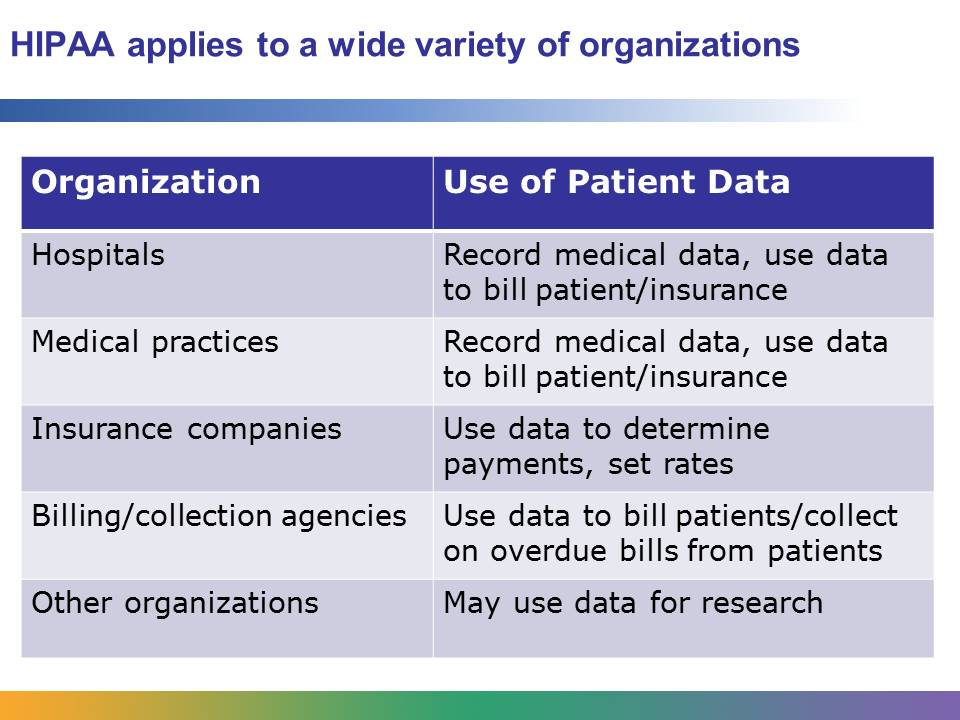 HIPAA applies to a wide variety of organizations
Organization
Use of Patient Data
Hospitals
Record medical data, use data
to bill patient/insurance
Medical practices
Record medical data, use data
to bill patient/insurance
Insurance companies
Use data to determine
payments, set rates
Billing/collection agencies
Use data to bill patients/collect
on overdue bills from patients
Other organizations
May use data for research